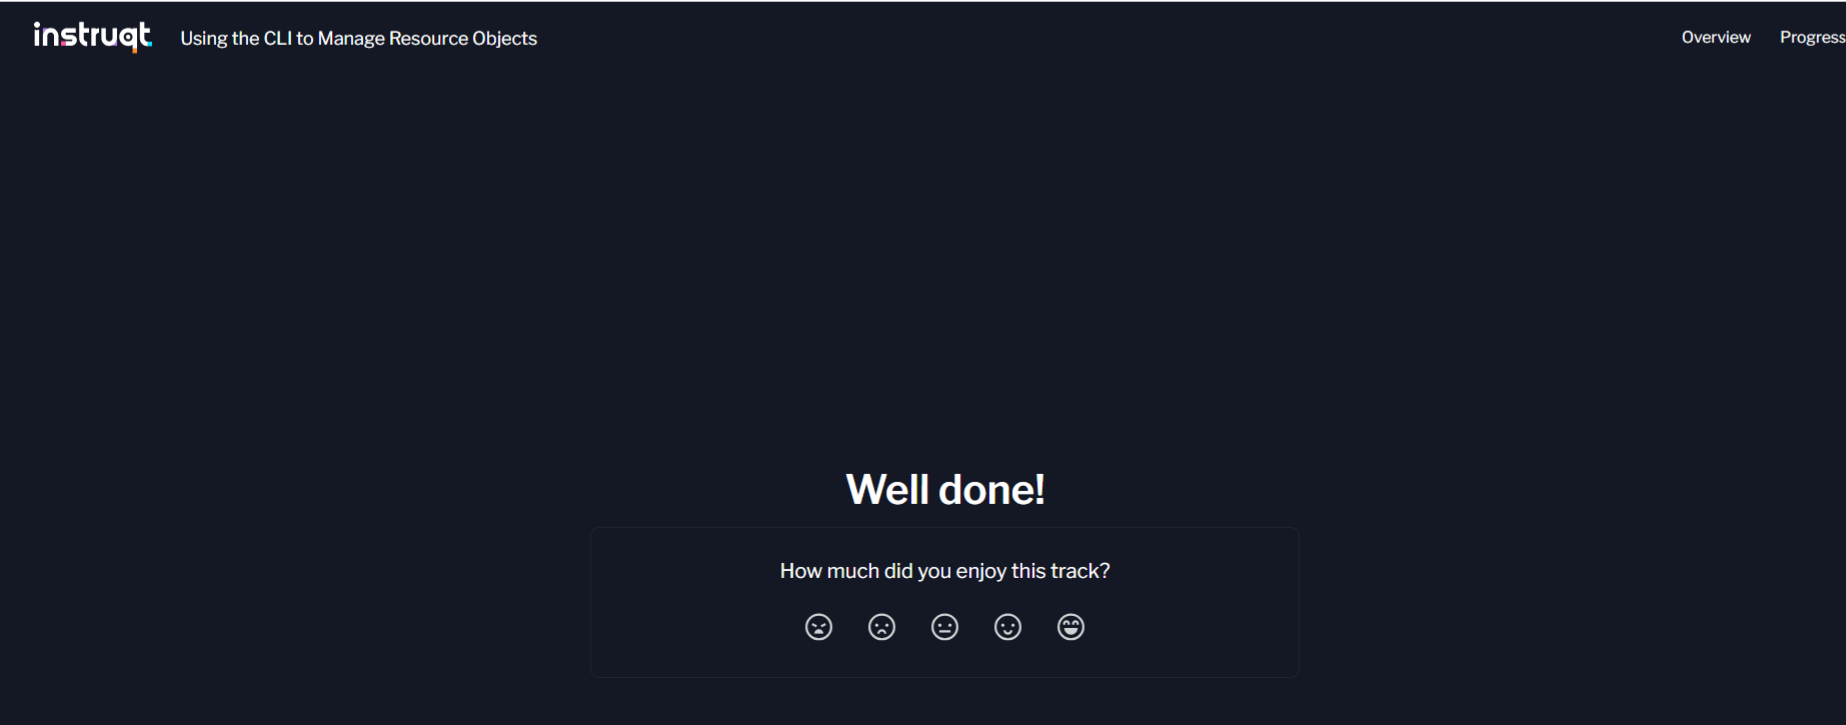 instruqt
Using the CLI to Manage Resource Objects
Overview
Progress
Well done!
How much did you enjoy this track?